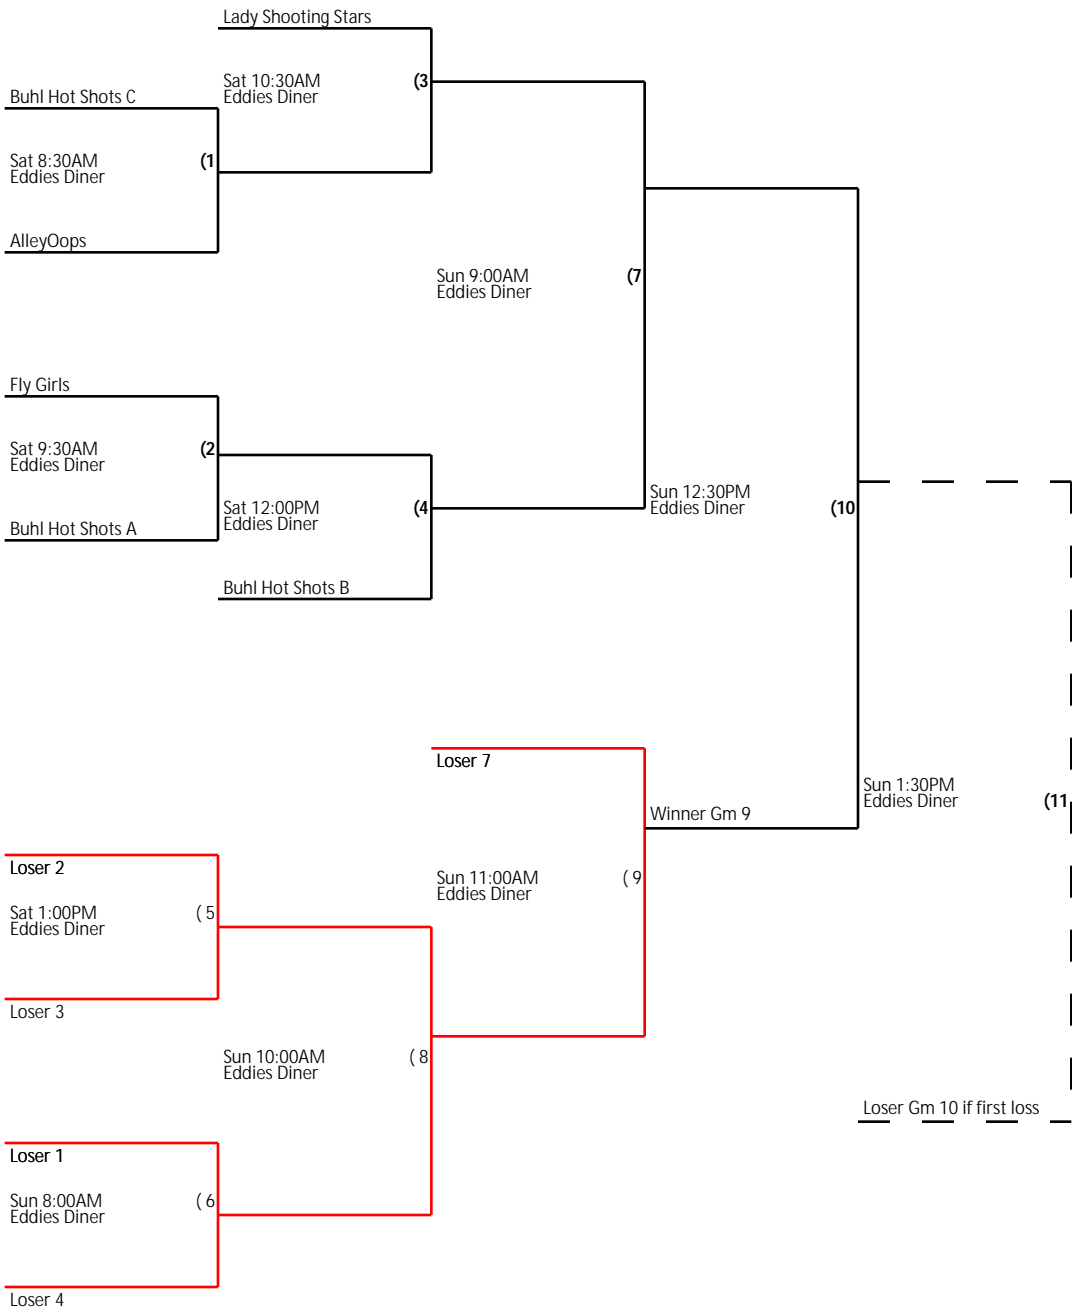 Lady Shooting Stars
Sat 10:30AM (3
Eddies Diner
Buhl Hot Shots C
Sat 8:30AM (1
Eddies Diner
AlleyOops
Sun 9:00AM (7
Eddies Diner
Fly Girls
Sat 9:30AM (2
Eddies Diner
Sat 12:00PM (4
Eddies Diner
Sun 12:30PM (10
Eddies Diner
Buhl Hot Shots A
Buhl Hot Shots B
Loser 7
Sun 1:30PM (11
Eddies Diner
Winner Gm 9
Loser 2
Sun 11:00AM ( 9
Eddies Diner
Sat 1:00PM ( 5
Eddies Diner
Loser 3
Sun 10:00AM ( 8
Eddies Diner
Loser Gm 10 if first loss
Loser 1
Sun 8:00AM ( 6
Eddies Diner
Loser 4